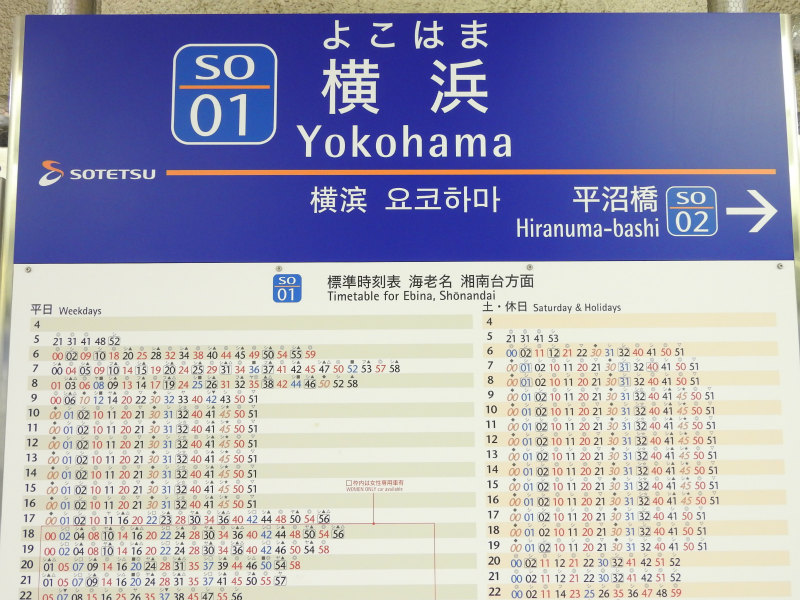 SO
01
よこはま
横 浜
Yokohama
SOTETSU
横滨 요코하마
平沼橋
Hiranuma-bashi
SO
02
SO
01
標準時刻表 海老名 湘南台方面
Timetable for Ebina, Shōnandai
平日 Weekdays
4
5 21 31 41 48 52
6 00 02 09 10 18 20 25 28 32 34 38 40 44 45 49 50 54 55 59
7 00 04 05 09 10 14 15 19 20 24 25 29 31 34 36 37 41 42 45 47 50 52 53 57 58
8 01 03 06 08 09 13 14 17 19 24 25 26 31 32 35 38 42 44 46 50 52 58
9 00 06 10 12 14 20 22 30 32 33 40 42 43 50 51
10 00 01 02 10 11 20 21 30 31 32 40 41 45 50 51
11 00 01 02 10 11 20 21 30 31 32 40 41 45 50 51
12 00 01 02 10 11 20 21 30 31 32 40 41 45 50 51
13 00 01 02 10 11 20 21 30 31 32 40 41 45 50 51
14 00 01 02 10 11 20 21 30 31 32 40 41 45 50 51
15 00 01 02 10 11 20 21 30 31 32 40 41 45 50 51
16 00 01 02 10 11 20 21 30 31 32 40 41 45 50 51
枠内は女性専用車有
WOMEN ONLY car available
17 00 01 02 10 11 16 20 22 23 28 30 34 36 40 42 44 48 50 54 56
18 00 02 04 08 10 14 16 20 22 24 28 30 34 36 40 42 44 48 50 54 56
19 00 02 04 08 10 14 16 20 22 24 28 30 34 36 40 42 46 50 54 58
20 01 05 07 09 14 16 20 24 28 31 35 37 39 44 46 50 54 58
21 01 05 07 09 14 16 20 24 28 31 35 37 41 45 50 55 57
22
土・休日 Saturday & Holidays
4
5 21 31 41 53
6 00 02 11 12 21 22 30 31 32 40 41 50 51
7 00 01 02 10 11 20 21 30 31 32 40 41 50 51
8 00 01 02 10 11 20 21 30 31 32 40 41 50 51
9 00 01 02 10 11 20 21 30 31 32 40 41 45 50 51
10 00 01 02 10 11 20 21 30 31 32 40 41 45 50 51
11 00 01 02 10 11 20 21 30 31 32 40 41 45 50 51
12 00 01 02 10 11 20 21 30 31 32 40 41 45 50 51
13 00 01 02 10 11 20 21 30 31 32 40 41 45 50 51
14 00 01 02 10 11 20 21 30 31 32 40 41 45 50 51
15 00 01 02 10 11 20 21 30 31 32 40 41 45 50 51
16 00 01 02 10 11 20 21 30 31 32 40 41 45 50 51
17 00 01 02 10 11 20 21 30 31 32 40 41 50 51
18 00 01 02 10 11 20 21 30 31 32 40 41 50 51
19 00 01 02 10 11 20 21 30 31 32 40 41 50 51
20 00 02 11 12 21 22 31 32 41 42 51 52
21 00 02 11 12 21 22 31 32 41 42 51 52
22 00 02 11 14 23 25 26 35 36 47 48 59